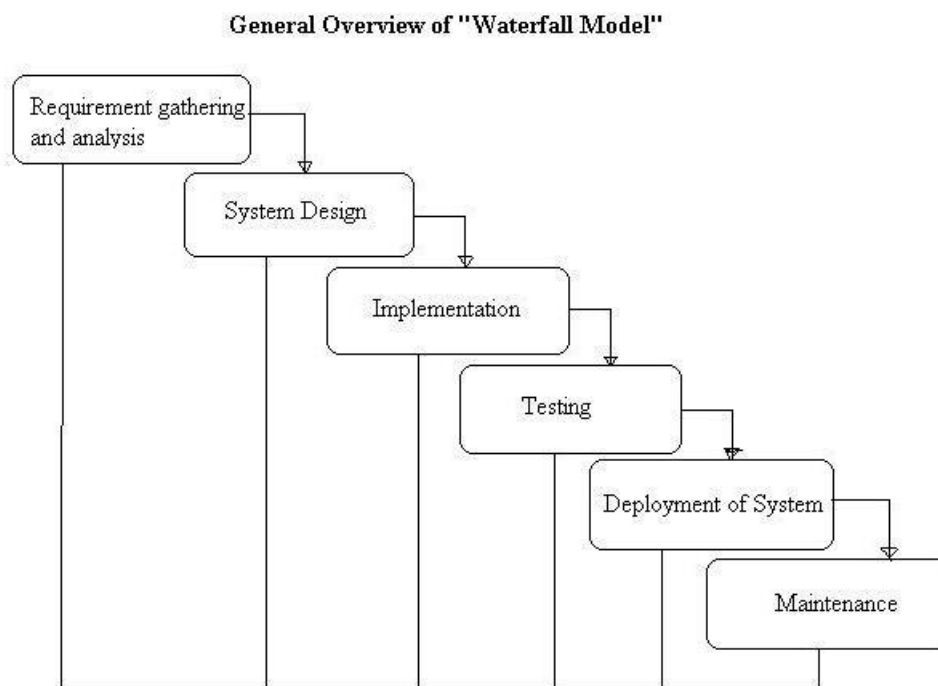 General Overview of "Waterfall Model"
Requirement gathering
and analysis
System Design
Implementation
Testing
Deployment of System
Maintenance